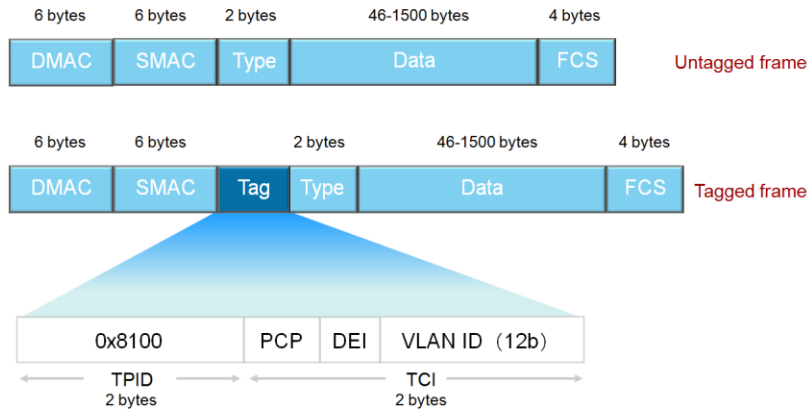 6 bytes 6 bytes 2 bytes 46-1500 bytes 4 bytes
DMAC SMAC Type Data FCS Untagged frame
6 bytes 6 bytes 2 bytes 46-1500 bytes 4 bytes
DMAC SMAC Tag Type Data FCS Tagged frame
0x8100 PCP DEI VLAN ID（12b）
TPID TCI
2 bytes 2 bytes